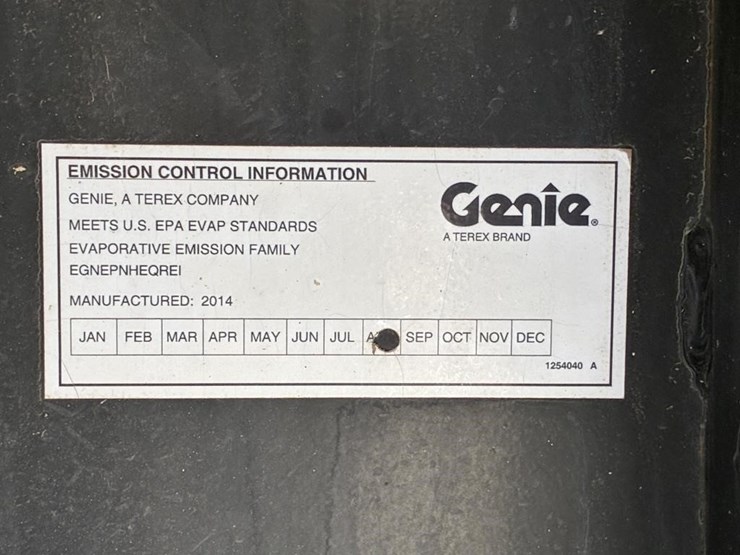 EMISSION CONTROL INFORMATION
GENIE, A TEREX COMPANY
MEETS U.S. EPA EVAP STANDARDS
EVAPORATIVE EMISSION FAMILY
EGNEPNHEQREI
MANUFACTURED: 2014
JAN FEB MAR APR MAY JUN JUL SEP OCT NOV DEC
1254040 A
Genie®
A TEREX BRAND